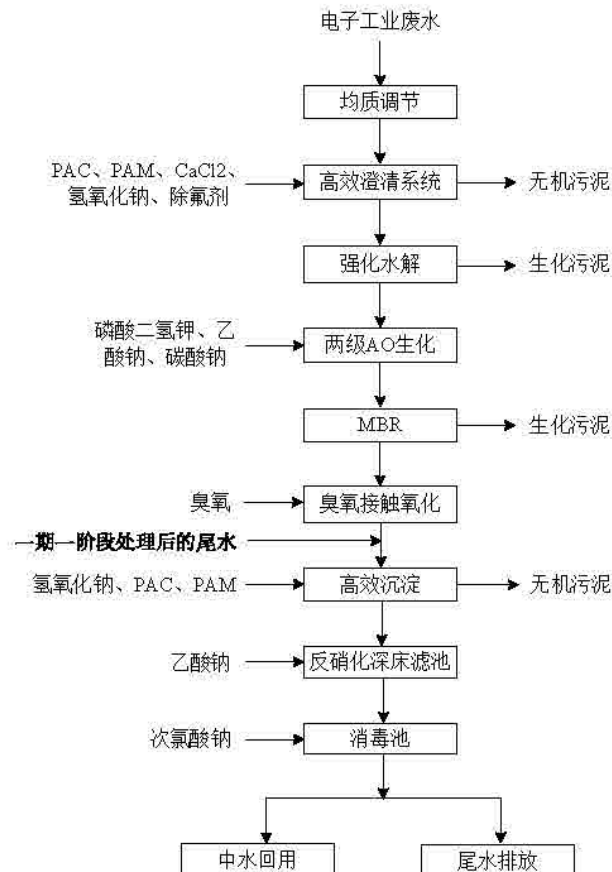 电子工业废水
均质调节
PAC、PAM、CaCl2、
氢氧化钠、除氟剂
高效澄清系统
无机污泥
强化水解
生化污泥
磷酸二氢钾、乙
酸钠、碳酸钠
两级AO生化
MBR
生化污泥
臭氧
臭氧接触氧化
一期一阶段处理后的尾水
氢氧化钠、PAC、PAM
高效沉淀
无机污泥
乙酸钠
反硝化深床滤池
次氯酸钠
消毒池
中水回用
尾水排放